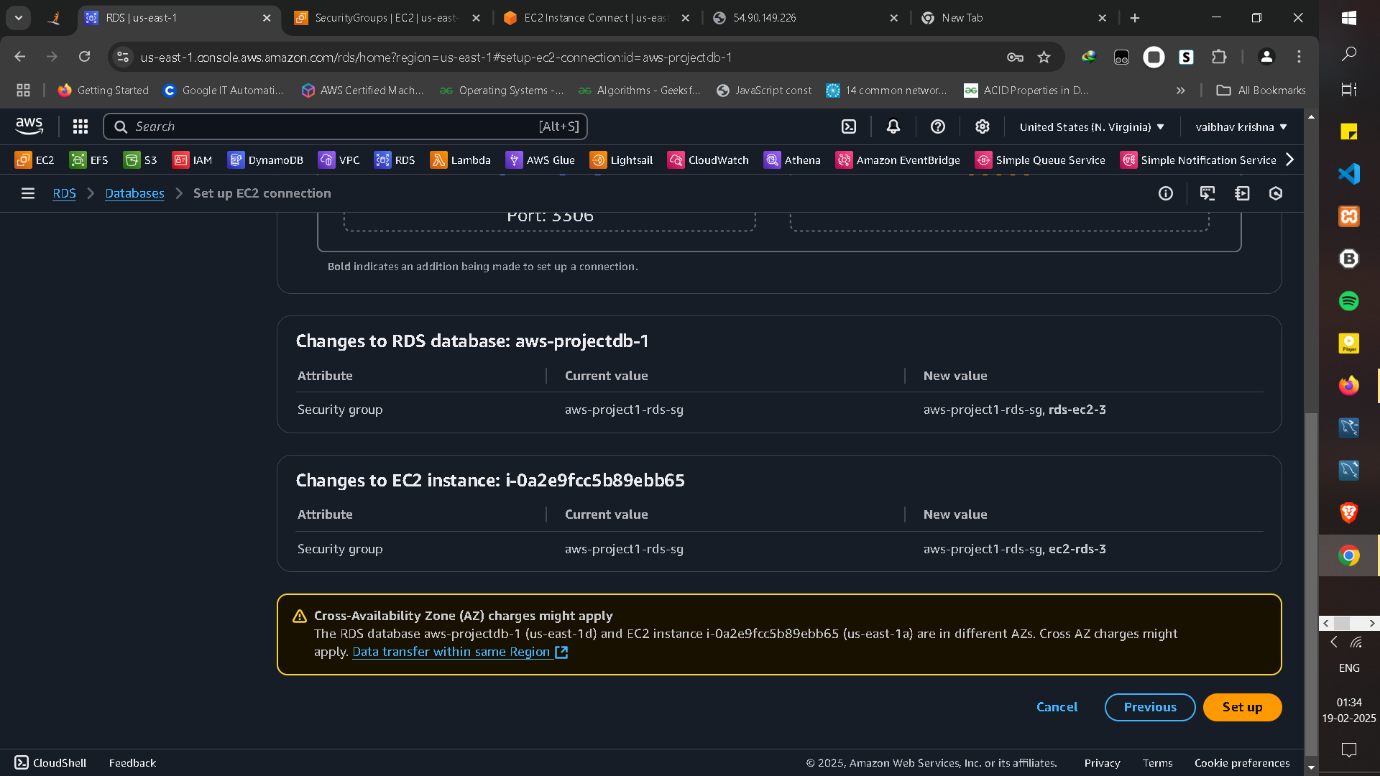 RDS | us-east-1
SecurityGroups | EC2 | us-east-
EC2 Instance Connect | us-eas
54.90.149.226
New Tab
us-east-1.console.aws.amazon.com/rds/home?region=us-east-1#setup-ec2-connection:id=aws-projectdb-1
Getting Started
Google IT Automati...
AWS Certified Mach...
Operating Systems -...
Algorithms - Geeksf...
JavaScript const
14 common networ...
ACID Properties in D...
All Bookmarks
aws
Search
[Alt+S]
United States (N. Virginia)
vaibhav krishna
EC2
EFS
S3
IAM
DynamoDB
VPC
RDS
Lambda
AWS Glue
Lightsail
CloudWatch
Athena
Amazon EventBridge
Simple Queue Service
Simple Notification Service
RDS
Databases
Set up EC2 connection
Port: 3306
Bold indicates an addition being made to set up a connection.
Changes to RDS database: aws-projectdb-1
Attribute
Current value
New value
Security group
aws-project1-rds-sg
aws-project1-rds-sg, rds-ec2-3
Changes to EC2 instance: i-0a2e9fcc5b89ebb65
Attribute
Current value
New value
Security group
aws-project1-rds-sg
aws-project1-rds-sg, ec2-rds-3
Cross-Availability Zone (AZ) charges might apply
The RDS database aws-projectdb-1 (us-east-1d) and EC2 instance i-0a2e9fcc5b89ebb65 (us-east-1a) are in different AZs. Cross AZ charges might
apply. Data transfer within same Region
Cancel
Previous
Set up
CloudShell
Feedback
© 2025, Amazon Web Services, Inc. or its affiliates.
Privacy
Terms
Cookie preferences
ENG
01:34
19-02-2025